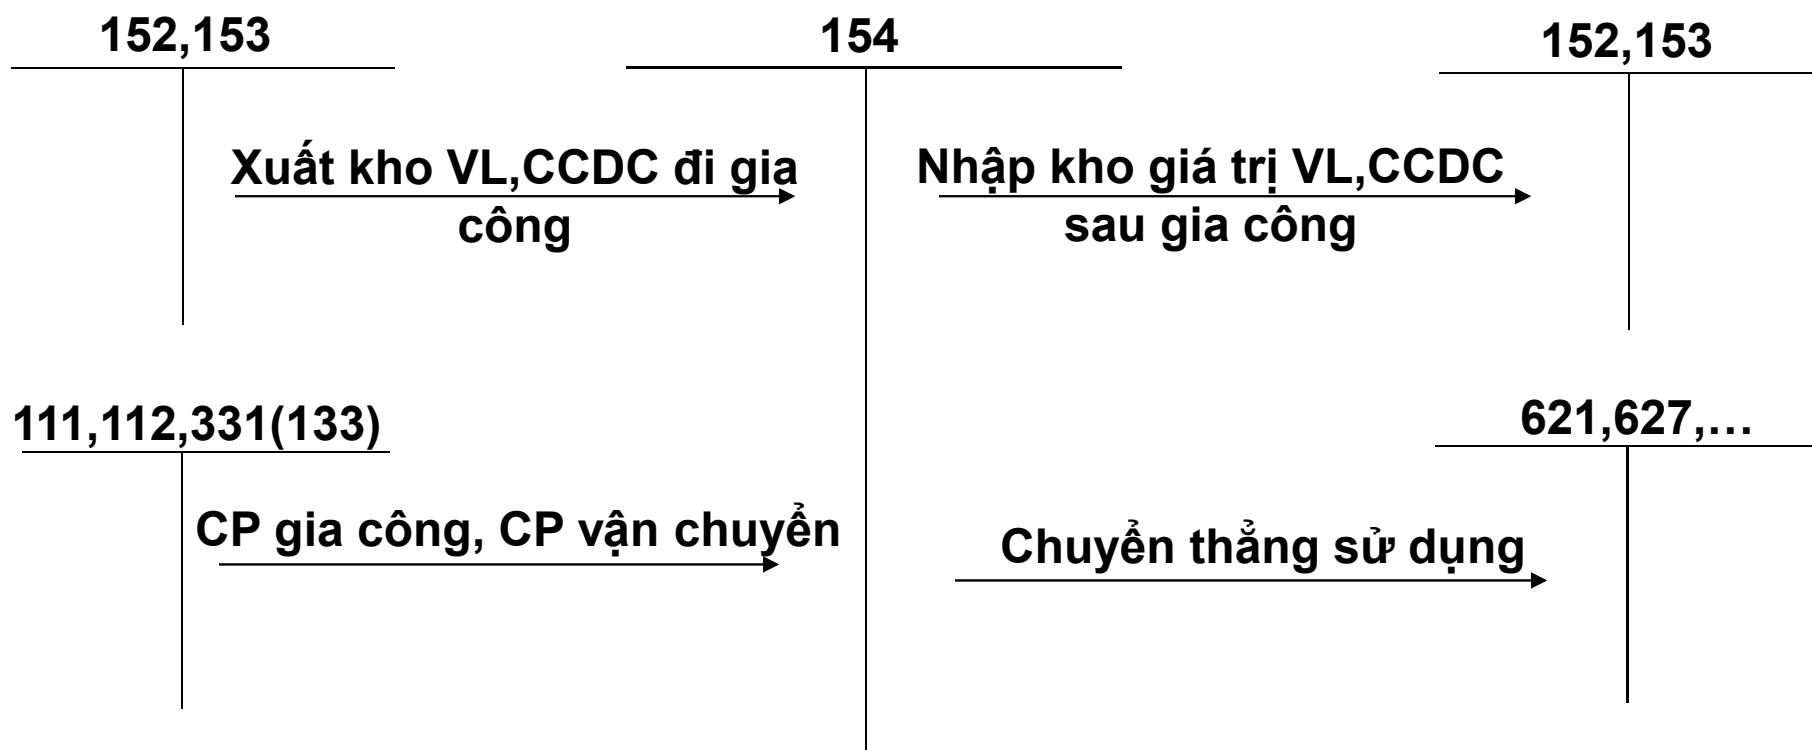 152,153
154
152,153
Xuất kho VL,CCDC đi gia
công
Nhập kho giá trị VL,CCDC
sau gia công
111,112,331(133)
621,627,…
CP gia công, CP vận chuyển
Chuyển thẳng sử dụng